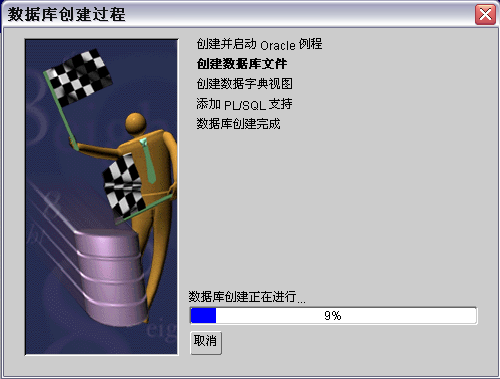 数据库创建过程
创建并启动 Oracle 例程
创建数据库文件
创建数据字典视图
添加 PL/SQL 支持
数据库创建完成
数据库创建正在进行...
9%
取消